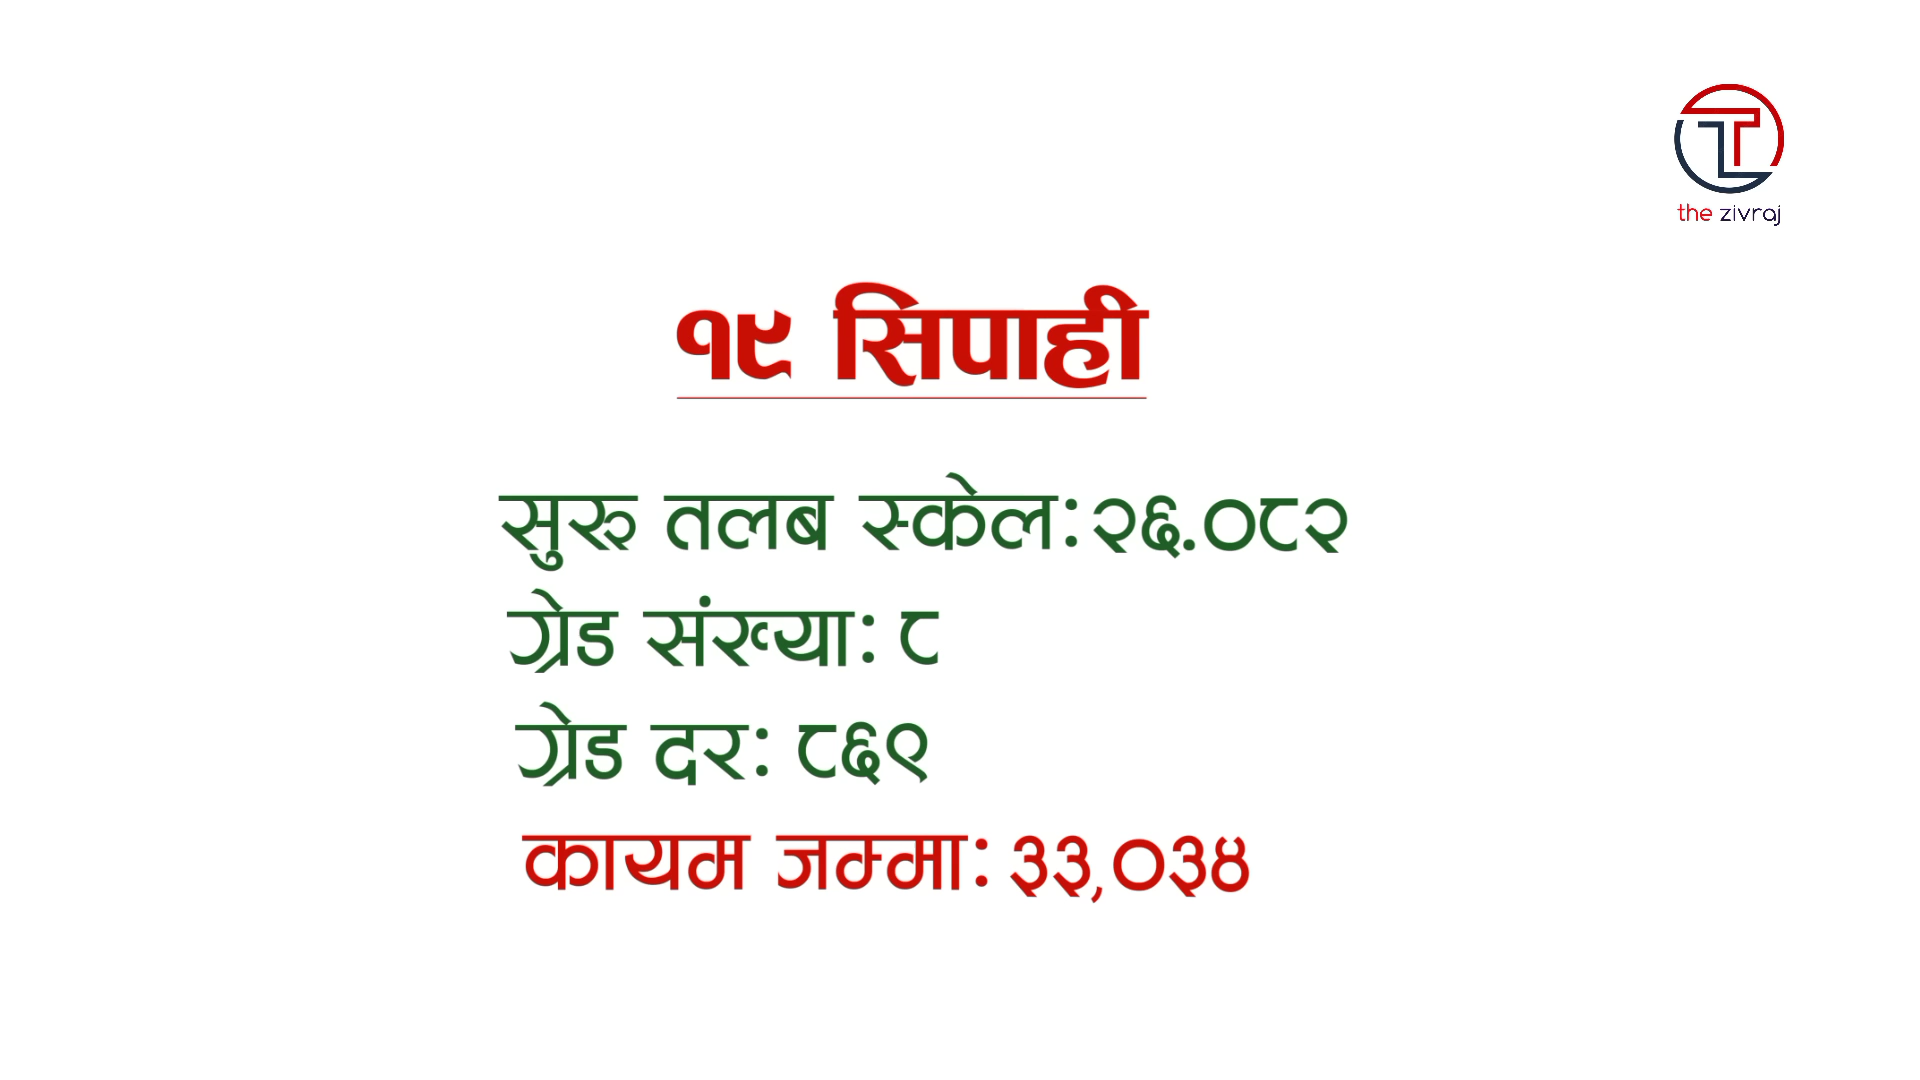 the zivraj
१९ सिपाही
सुरु तलब स्केल:२६.०८२
ग्रेड संख्या: ८
ग्रेड दर: ८६९
कायम जम्मा: ३३,०३४